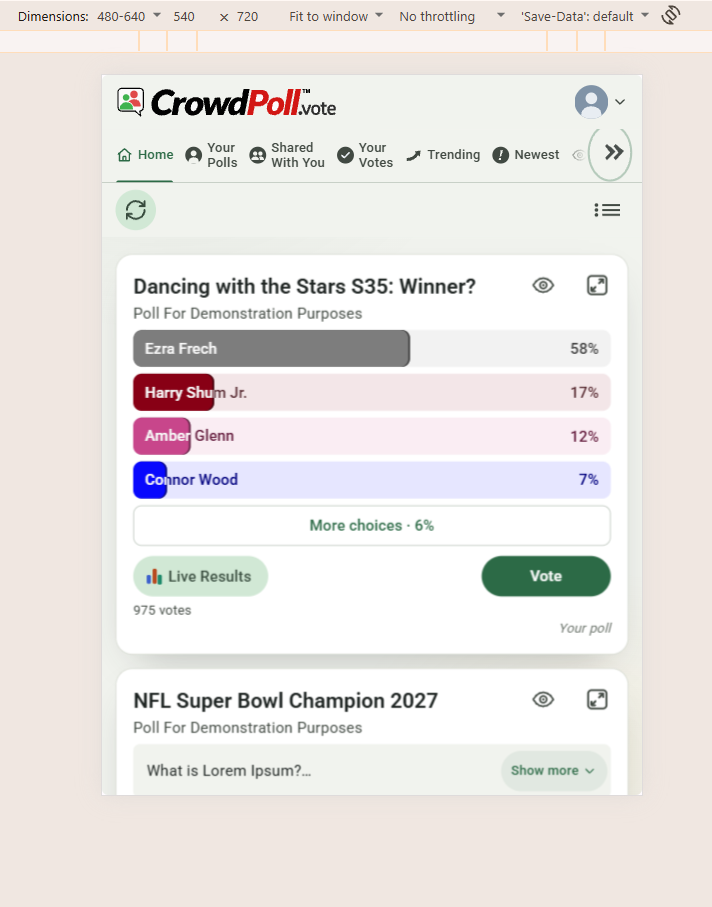 Dimensions: 480-640 540 × 720 Fit to window No throttling 'Save-Data': default
CrowdPoll.vote™
Home
Your Polls
Shared With You
Your Votes
Trending
Newest
Dancing with the Stars S35: Winner?
Poll For Demonstration Purposes
Ezra Frech 58%
Harry Shum Jr. 17%
Amber Glenn 12%
Connor Wood 7%
More choices · 6%
Live Results
Vote
975 votes
Your poll
NFL Super Bowl Champion 2027
Poll For Demonstration Purposes
What is Lorem Ipsum?...
Show more